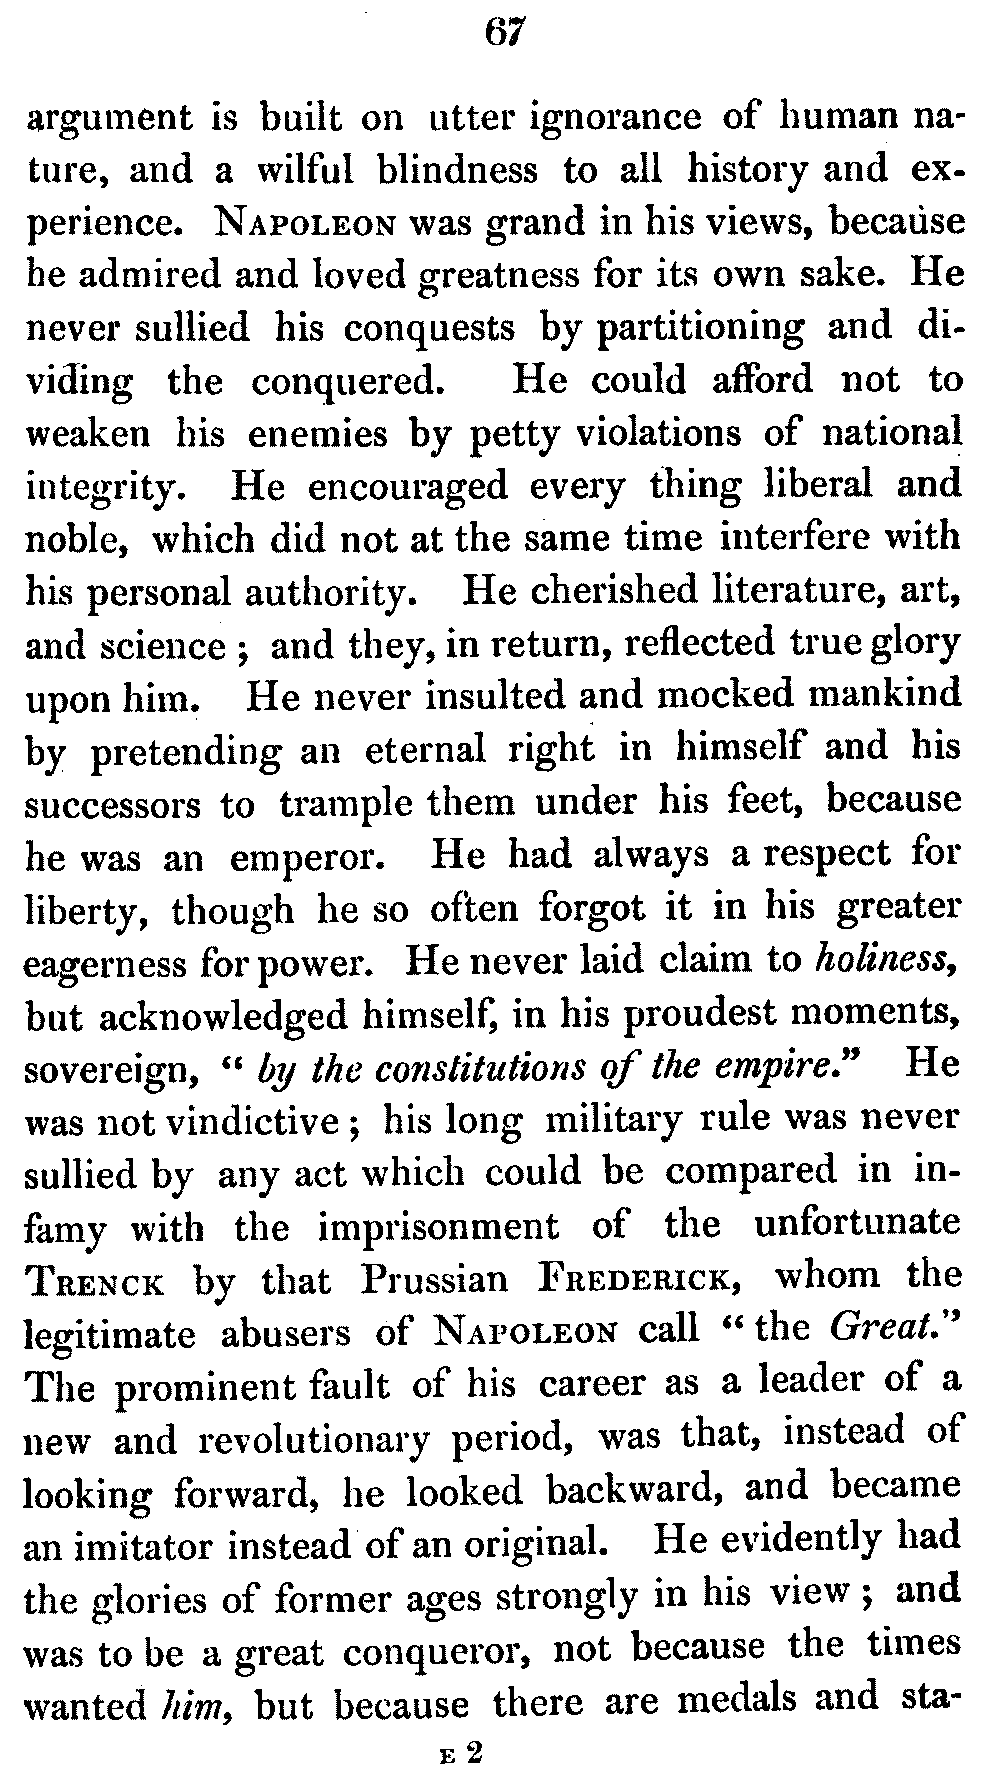 67
argument is built on utter ignorance of human na-
ture, and a wilful blindness to all history and ex-
perience. NAPOLEON was grand in his views, because
he admired and loved greatness for its own sake. He
never sullied his conquests by partitioning and di-
viding the conquered. He could afford not to
weaken his enemies by petty violations of national
integrity. He encouraged every thing liberal and
noble, which did not at the same time interfere with
his personal authority. He cherished literature, art,
and science ; and they, in return, reflected true glory
upon him. He never insulted and mocked mankind
by pretending an eternal right in himself and his
successors to trample them under his feet, because
he was an emperor. He had always a respect for
liberty, though he so often forgot it in his greater
eagerness for power. He never laid claim to holiness,
but acknowledged himself, in his proudest moments,
sovereign, “ by the constitutions of the empire.” He
was not vindictive ; his long military rule was never
sullied by any act which could be compared in in-
famy with the imprisonment of the unfortunate
TRENCK by that Prussian FREDERICK, whom the
legitimate abusers of NAPOLEON call “ the Great.”
The prominent fault of his career as a leader of a
new and revolutionary period, was that, instead of
looking forward, he looked backward, and became
an imitator instead of an original. He evidently had
the glories of former ages strongly in his view ; and
was to be a great conqueror, not because the times
wanted him, but because there are medals and sta-
E 2